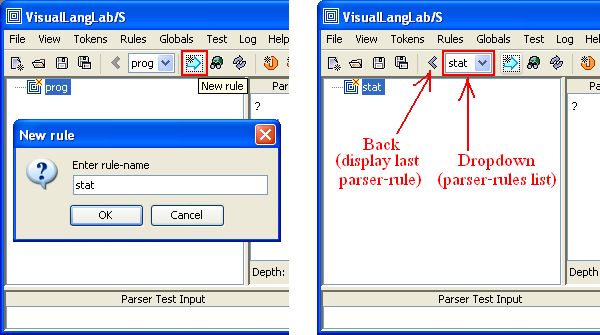 VisualLangLab/S
File View Tokens Rules Globals Test Log Help
prog
New rule
prog
Par
?
New rule
Enter rule-name
stat
OK Cancel
Depth:
Parser Test Input
VisualLangLab/S
File View Tokens Rules Globals Test Log Help
stat
stat
Pa
?
Back
(display last
parser-rule)
Dropdown
(parser-rules list)
Depth
Parser Test Input